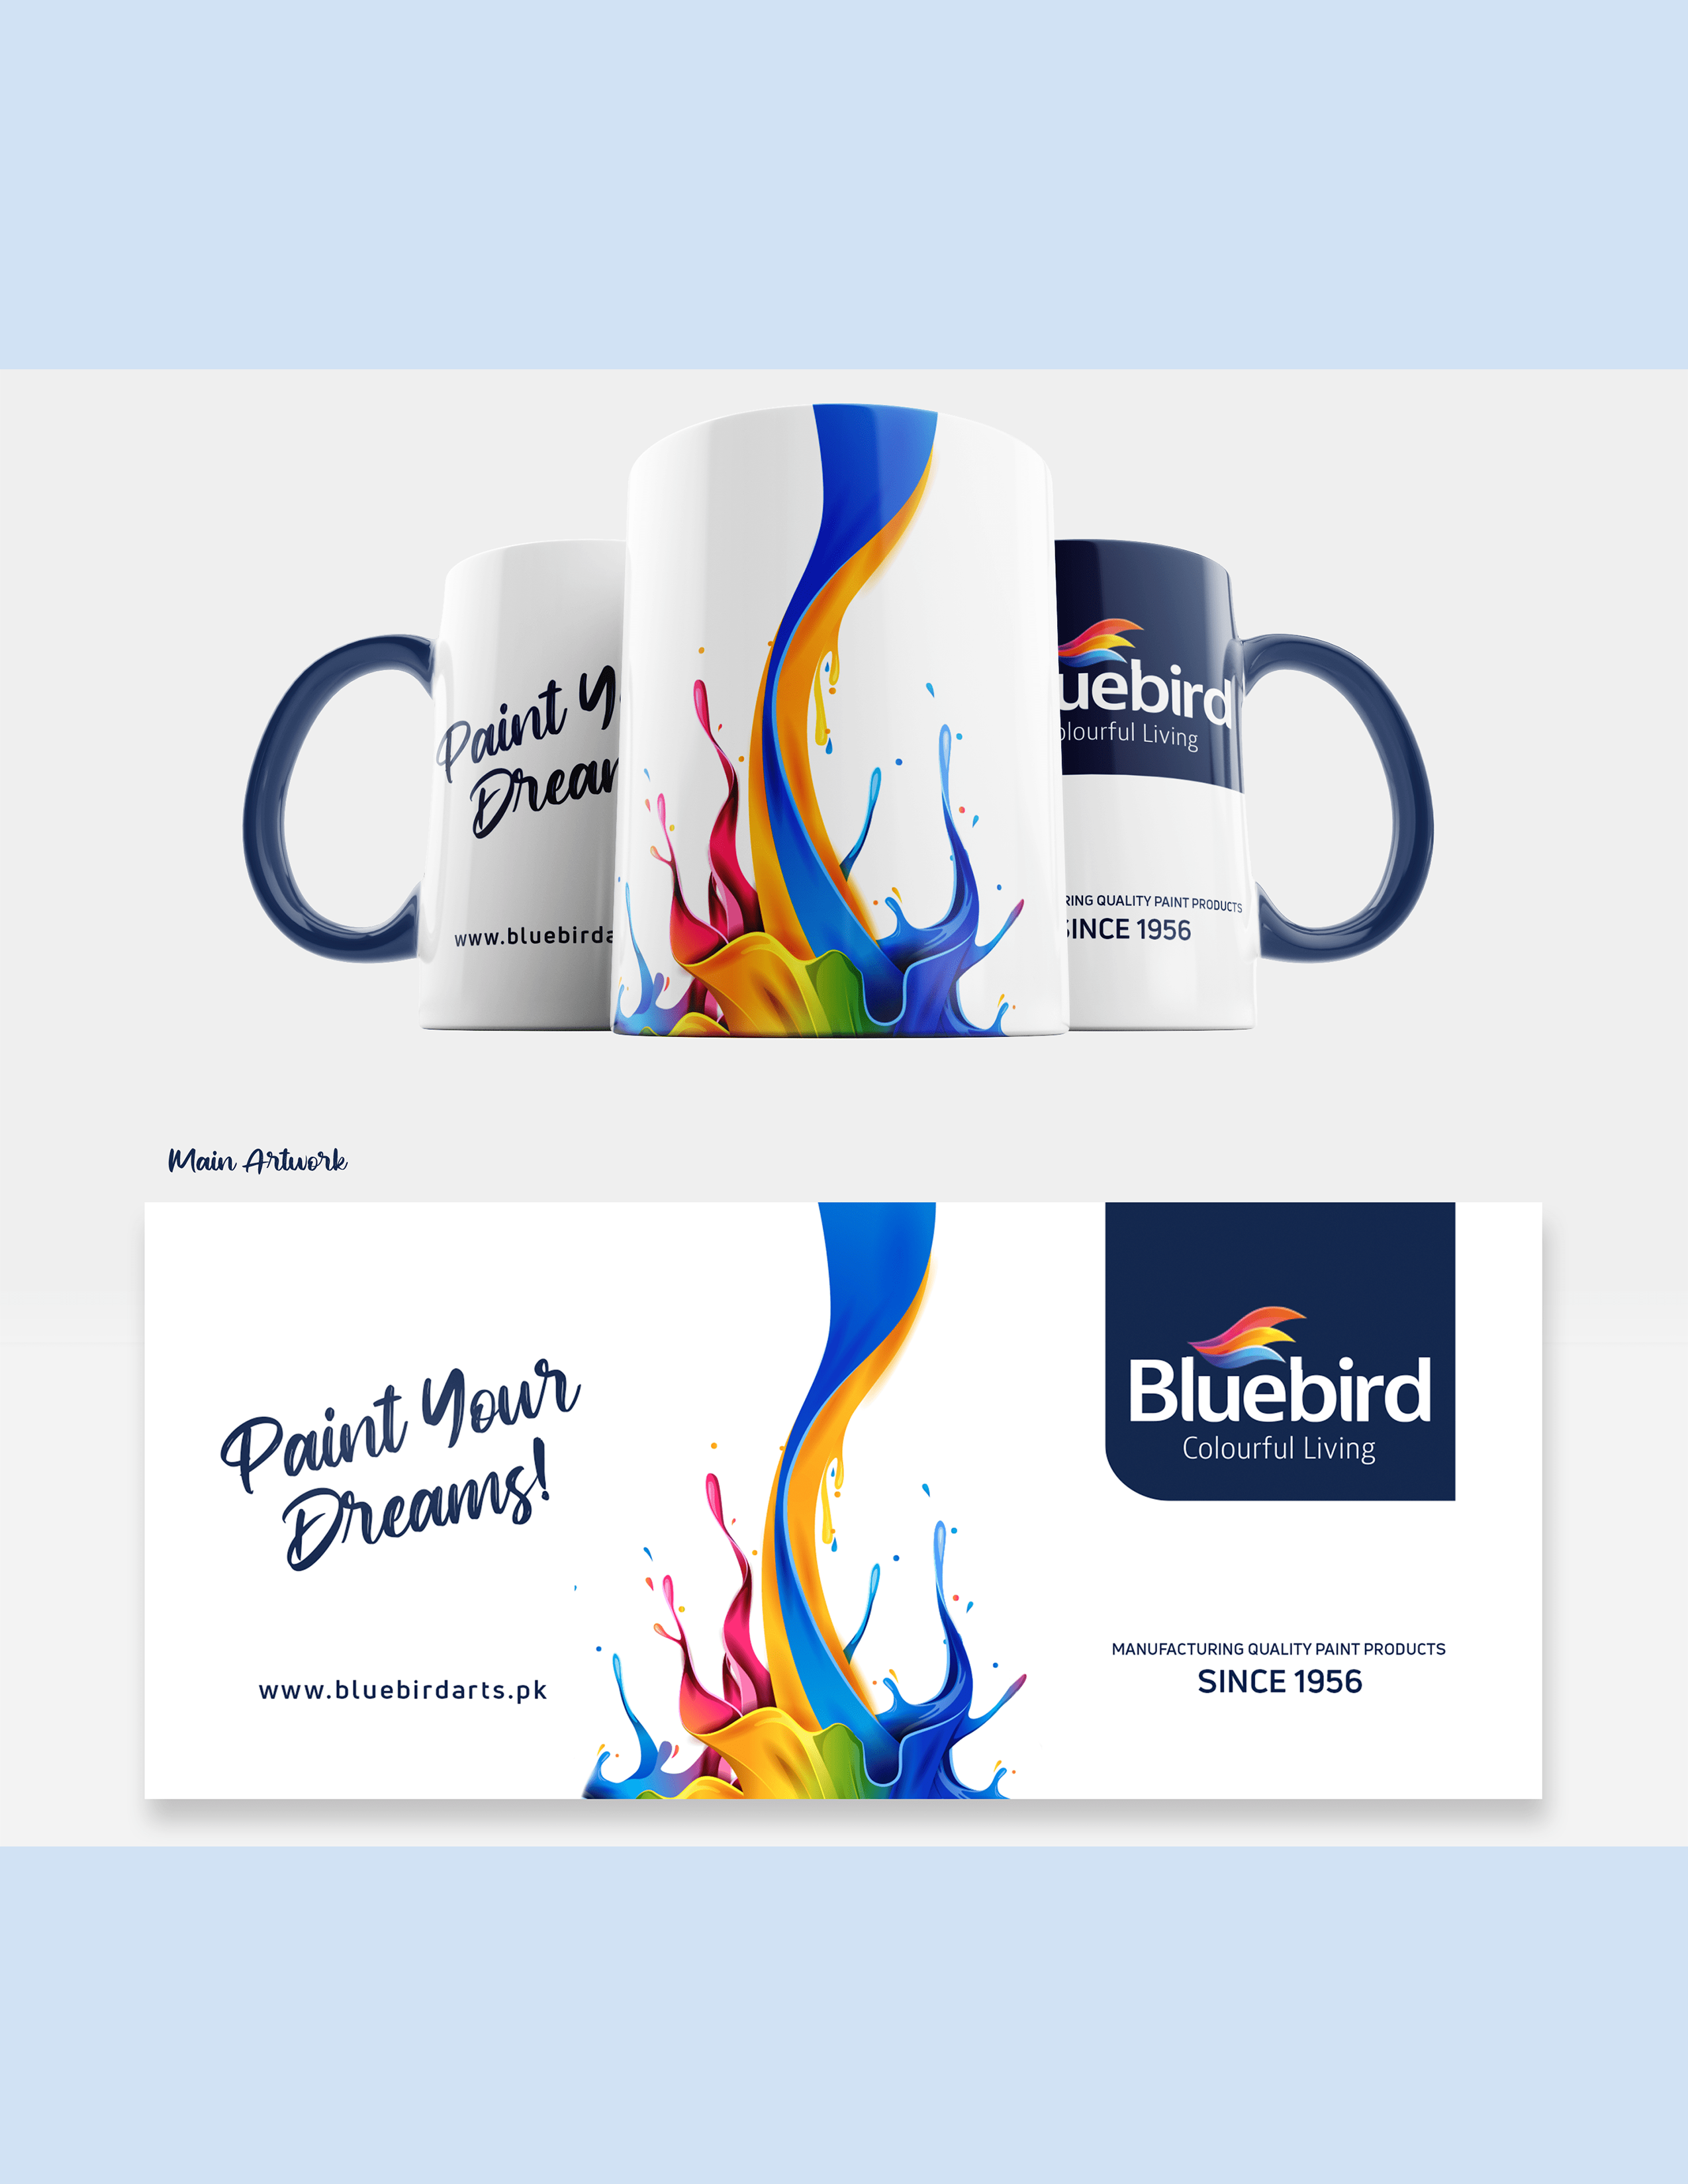 Paint Y
Dream
www.bluebirda
uebird
olourful Living
RING QUALITY PAINT PRODUCTS
SINCE 1956
Main Artwork
Paint Your
Dreams!
www.bluebirdarts.pk
Bluebird
Colourful Living
MANUFACTURING QUALITY PAINT PRODUCTS
SINCE 1956